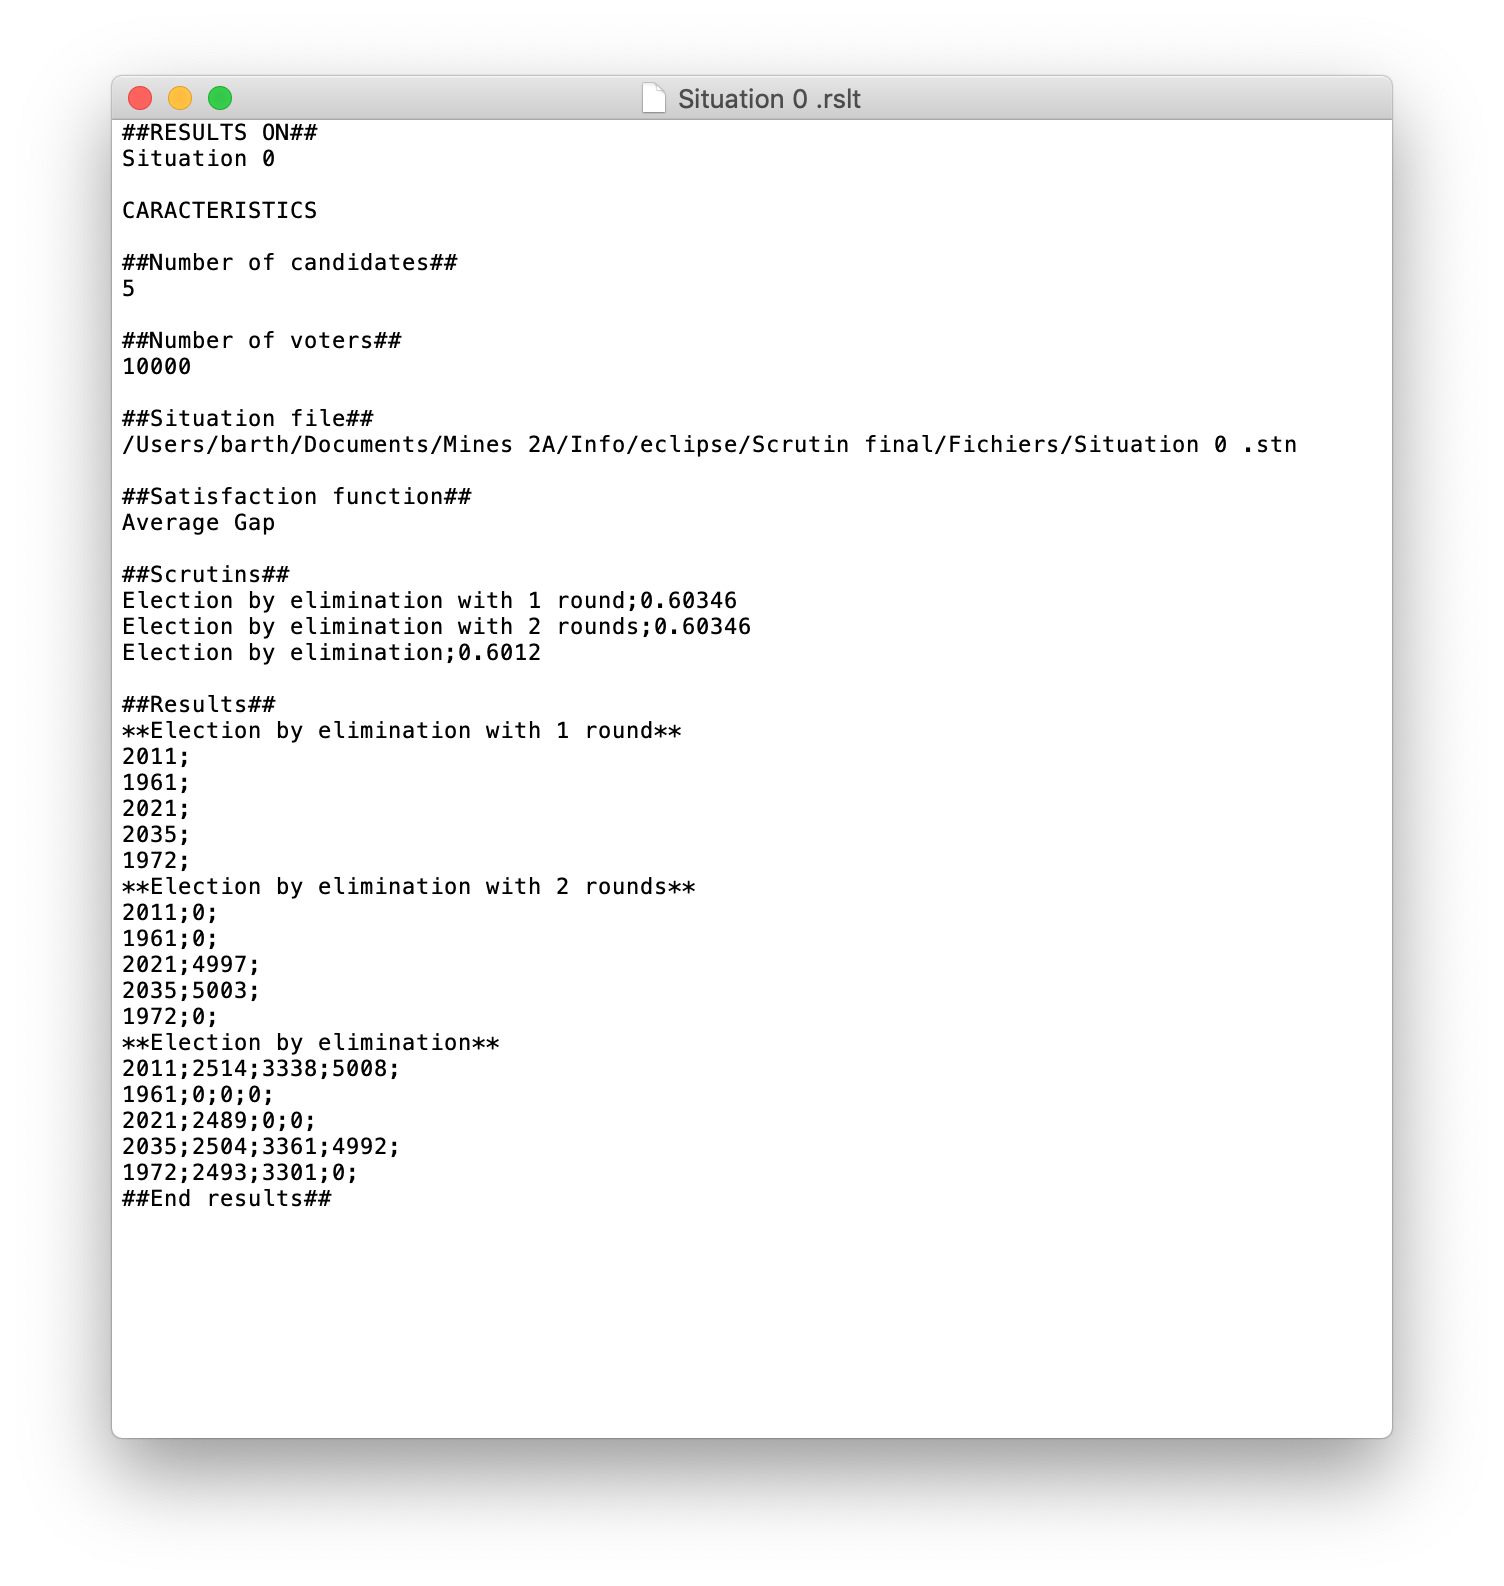 Situation 0 .rslt
##RESULTS ON##
Situation 0
CARACTERISTICS
##Number of candidates##
5
##Number of voters##
10000
##Situation file##
/Users/barth/Documents/Mines 2A/Info/eclipse/Scrutin final/Fichiers/Situation 0 .stn
##Satisfaction function##
Average Gap
##Scrutins##
Election by elimination with 1 round;0.60346
Election by elimination with 2 rounds;0.60346
Election by elimination;0.6012
##Results##
**Election by elimination with 1 round**
2011;
1961;
2021;
2035;
1972;
**Election by elimination with 2 rounds**
2011;0;
1961;0;
2021;4997;
2035;5003;
1972;0;
**Election by elimination**
2011;2514;3338;5008;
1961;0;0;0;
2021;2489;0;0;
2035;2504;3361;4992;
1972;2493;3301;0;
##End results##